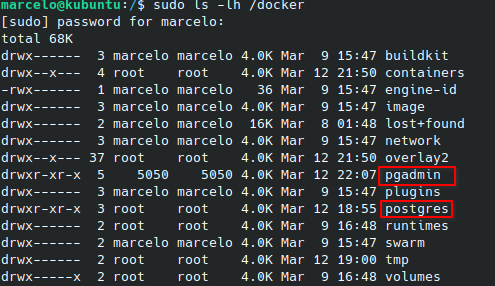 marcelo@kubuntu:/$ sudo ls -lh /docker
[sudo] password for marcelo:
total 68K
drwx------  3 marcelo marcelo 4.0K Mar  9 15:47 buildkit
drwx--x---  4 root    root    4.0K Mar 12 21:50 containers
-rwx------  1 marcelo marcelo   36 Mar  9 15:47 engine-id
drwx------  3 marcelo marcelo 4.0K Mar  9 15:47 image
drwx------  2 marcelo marcelo  16K Mar  8 01:48 lost+found
drwx------  3 marcelo marcelo 4.0K Mar  9 15:47 network
drwx--x--- 37 root    root    4.0K Mar 12 21:50 overlay2
drwxr-xr-x  5    5050    5050 4.0K Mar 12 22:07 pgadmin
drwx------  4 marcelo marcelo 4.0K Mar  9 15:47 plugins
drwxr-xr-x  3 root    root    4.0K Mar 12 18:55 postgres
drwx------  2 root    root    4.0K Mar  9 16:48 runtimes
drwx------  2 marcelo marcelo 4.0K Mar  9 15:47 swarm
drwx------  2 root    root    4.0K Mar 12 19:00 tmp
drwx-----x  2 root    root    4.0K Mar  9 16:48 volumes